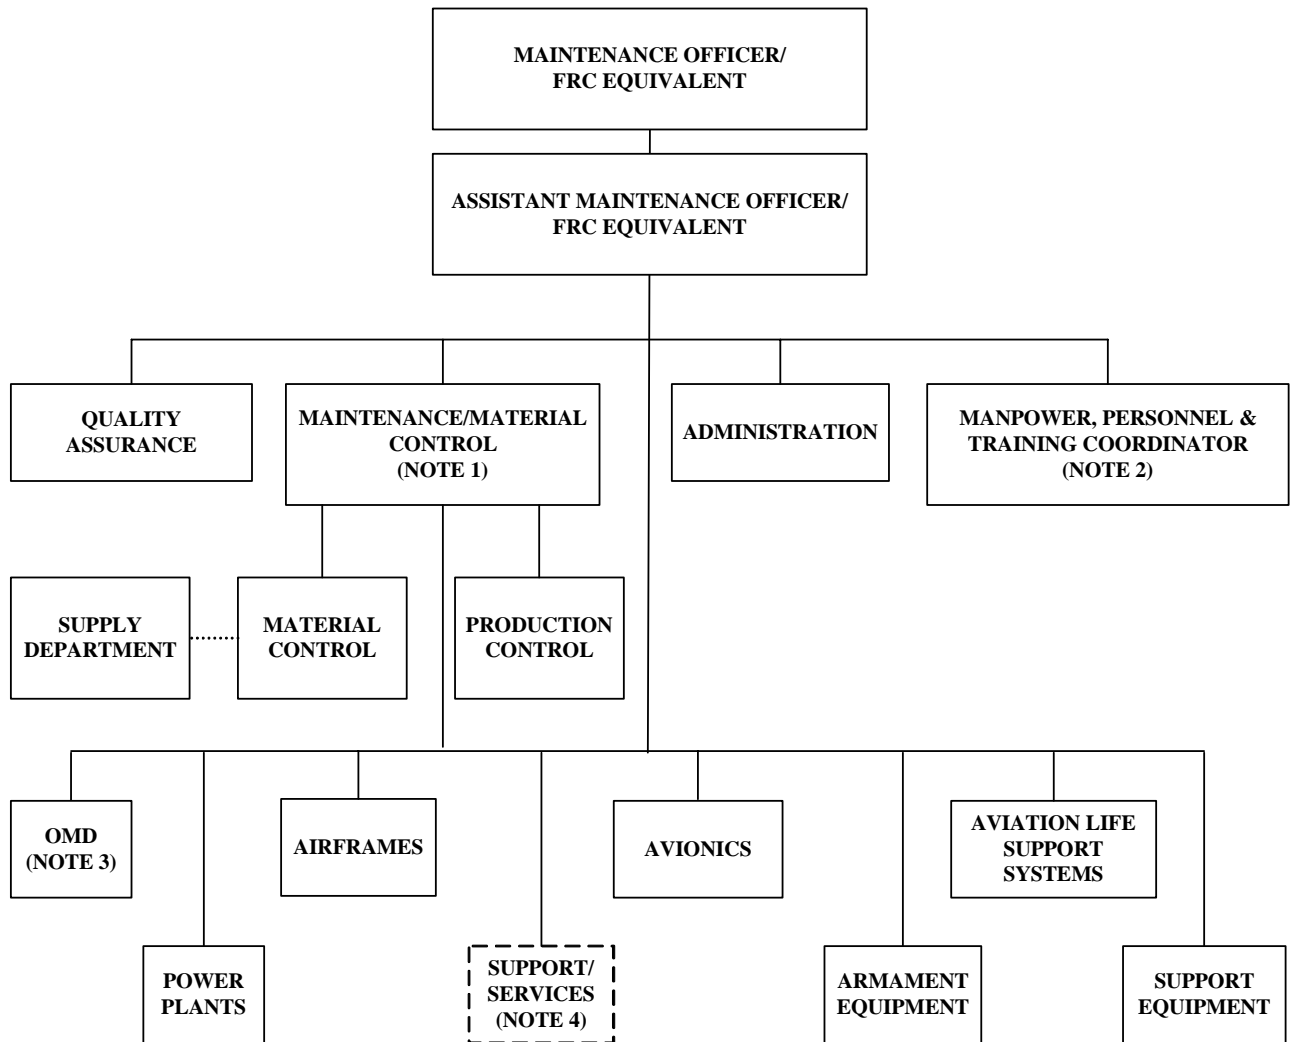 MAINTENANCE OFFICER/
FRC EQUIVALENT
ASSISTANT MAINTENANCE OFFICER/
FRC EQUIVALENT
QUALITY
ASSURANCE
MAINTENANCE/MATERIAL
CONTROL
(NOTE 1)
ADMINISTRATION
MANPOWER, PERSONNEL &
TRAINING COORDINATOR
(NOTE 2)
SUPPLY
DEPARTMENT
MATERIAL
CONTROL
PRODUCTION
CONTROL
OMD
(NOTE 3)
AIRFRAMES
AVIONICS
AVIATION LIFE
SUPPORT
SYSTEMS
POWER
PLANTS
SUPPORT/
SERVICES
(NOTE 4)
ARMAMENT
EQUIPMENT
SUPPORT
EQUIPMENT